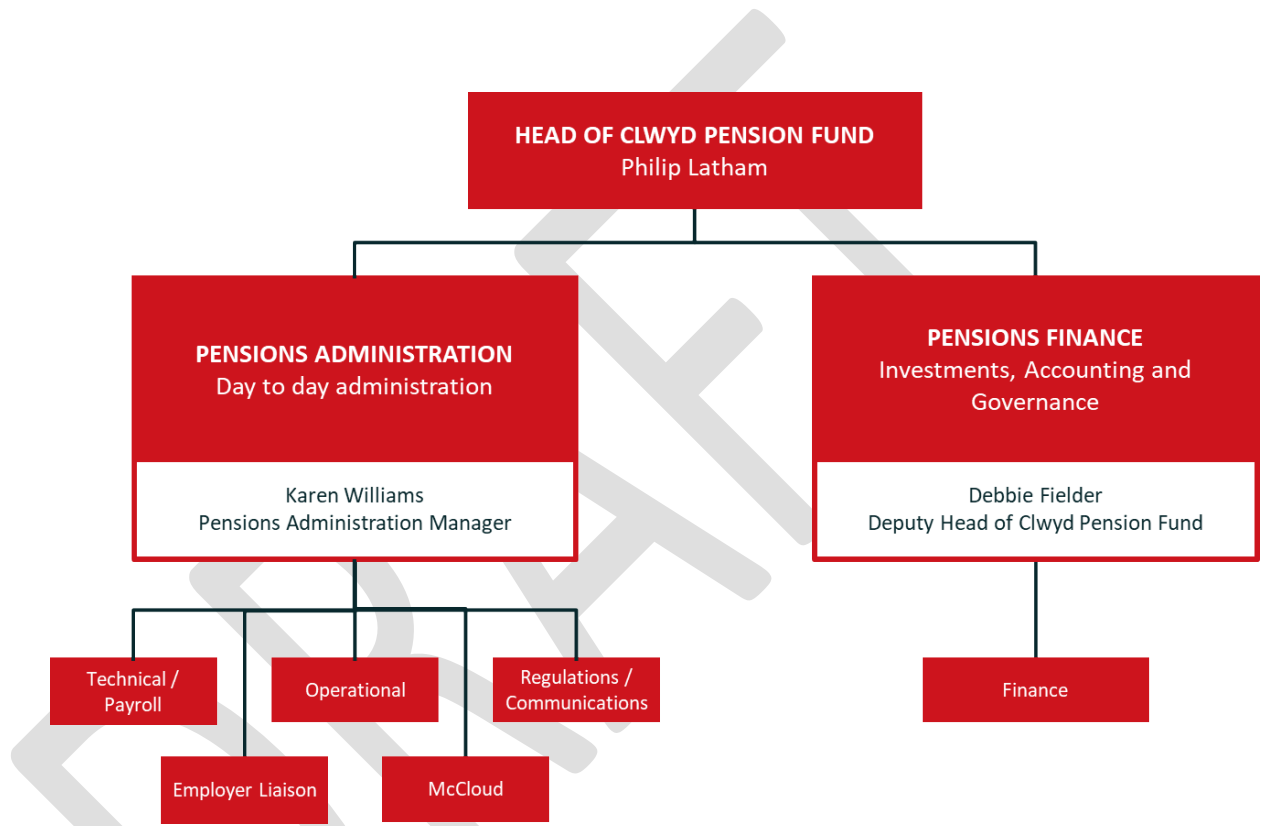 HEAD OF CLWYD PENSION FUND
Philip Latham
PENSIONS ADMINISTRATION
Day to day administration
Karen Williams
Pensions Administration Manager
PENSIONS FINANCE
Investments, Accounting and
Governance
Debbie Fielder
Deputy Head of Clwyd Pension Fund
Technical /
Payroll
Operational
Regulations /
Communications
Employer Liaison
McCloud
Finance
DRAFT